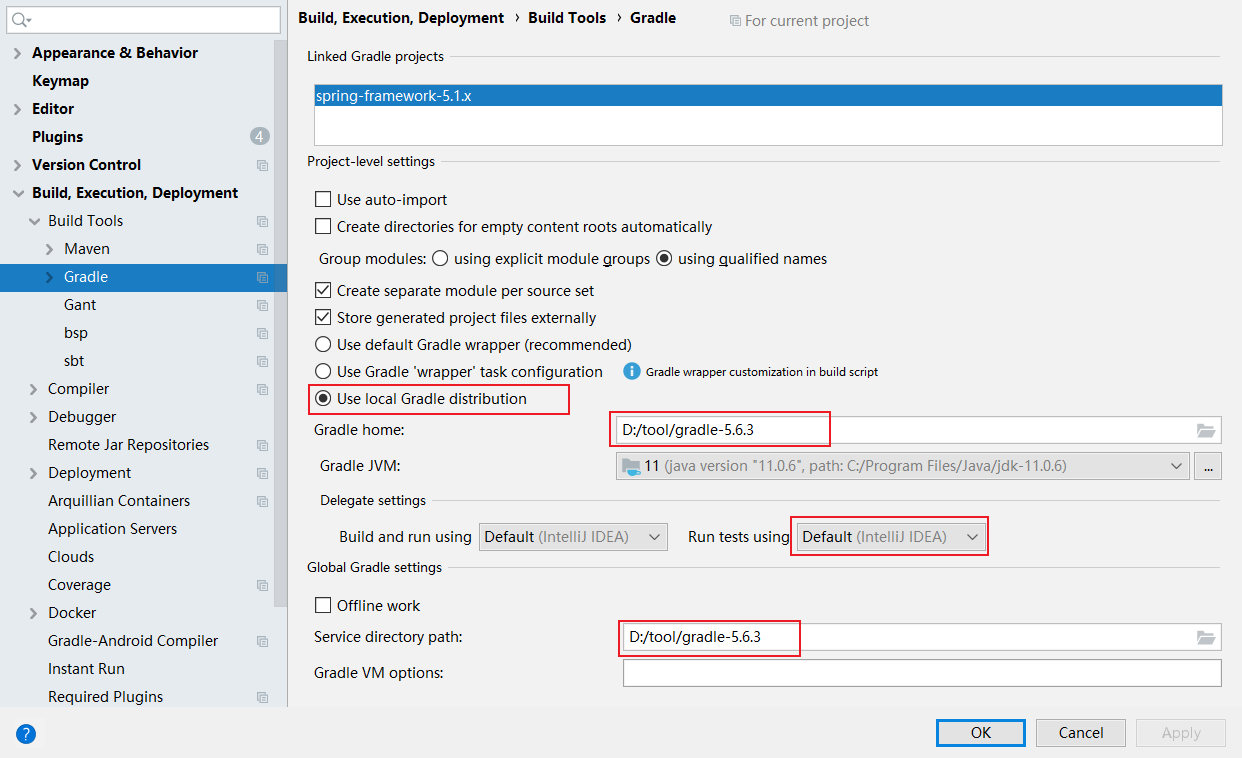 Appearance & Behavior
Keymap
Editor
Plugins 4
Version Control
Build, Execution, Deployment
Build Tools
Maven
Gradle
Gant
bsp
sbt
Compiler
Debugger
Remote Jar Repositories
Deployment
Arquillian Containers
Application Servers
Clouds
Coverage
Docker
Gradle-Android Compiler
Instant Run
Required Plugins
Build, Execution, Deployment › Build Tools › Gradle For current project
Linked Gradle projects
spring-framework-5.1.x
Project-level settings
Use auto-import
Create directories for empty content roots automatically
Group modules: using explicit module groups using qualified names
Create separate module per source set
Store generated project files externally
Use default Gradle wrapper (recommended)
Use Gradle 'wrapper' task configuration Gradle wrapper customization in build script
Use local Gradle distribution
Gradle home: D:/tool/gradle-5.6.3
Gradle JVM: 11 (java version "11.0.6", path: C:/Program Files/Java/jdk-11.0.6) ...
Delegate settings
Build and run using Default (IntelliJ IDEA) Run tests using Default (IntelliJ IDEA)
Global Gradle settings
Offline work
Service directory path: D:/tool/gradle-5.6.3
Gradle VM options:
? OK Cancel Apply